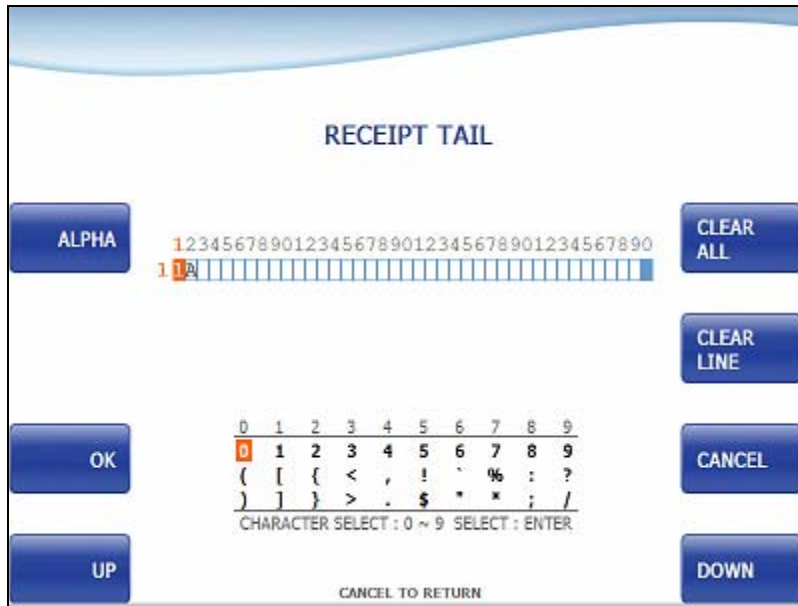 RECEIPT TAIL
ALPHA
1234567890123456789012345678901234567890
CLEAR
ALL
1 1A
CLEAR
LINE
0 1 2 3 4 5 6 7 8 9
0 1 2 3 4 5 6 7 8 9
( [ { < , ! ` % : ?
) ] } > . $ " * ; /
CHARACTER SELECT : 0 ~ 9 SELECT : ENTER
OK
CANCEL
UP
DOWN
CANCEL TO RETURN